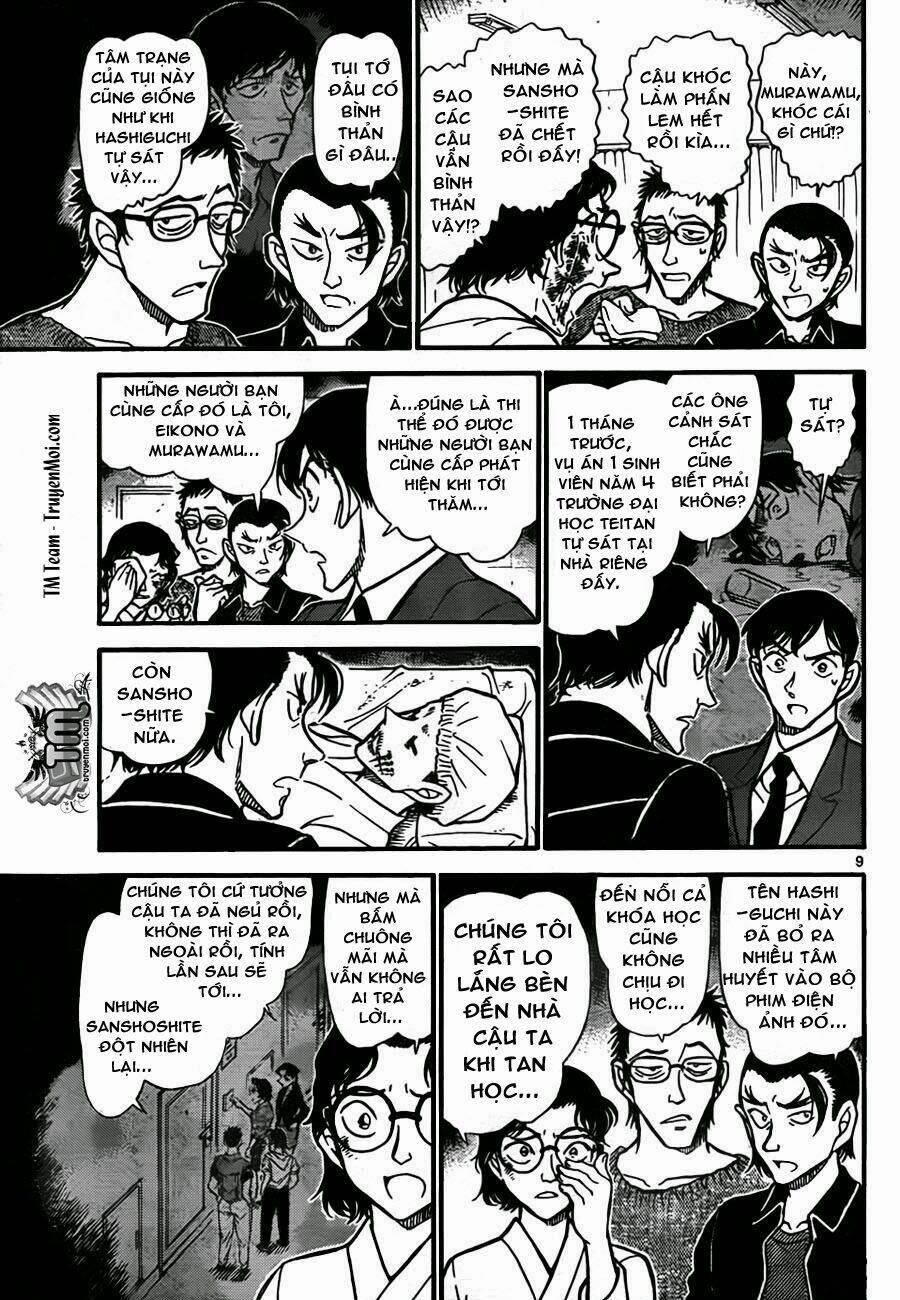 NÀY,
MURAWAMU,
KHÓC CÁI
GÌ CHỨ!?
CẬU KHÓC
LÀM PHẤN
LEM HẾT
RỒI KÌA...
NHƯNG MÀ
SANSHO
-SHITE
ĐÃ CHẾT
RỒI ĐẤY!
SAO
CÁC
CẬU
VẪN
BÌNH
THẢN
VẬY!?
TỤI TỚ
ĐÂU CÓ
BÌNH
THẢN
GÌ ĐÂU...
TÂM TRẠNG
CỦA TỤI NÀY
CŨNG GIỐNG
NHƯ KHI
HASHIGUCHI
TỰ SÁT
VẬY...
TỰ
SÁT?
CÁC ÔNG
CẢNH SÁT
CHẮC
CŨNG
BIẾT PHẢI
KHÔNG?
1 THÁNG
TRƯỚC,
VỤ ÁN 1 SINH
VIÊN NĂM 4
TRƯỜNG ĐẠI
HỌC TEITAN
TỰ SÁT TẠI
NHÀ RIÊNG
ĐẤY.
À...ĐÚNG LÀ THI
THỂ ĐÓ ĐƯỢC
NHỮNG NGƯỜI BẠN
CÙNG CẤP PHÁT
HIỆN KHI TỚI
THĂM...
NHỮNG NGƯỜI BẠN
CÙNG CẤP ĐÓ LÀ TÔI,
EIKONO VÀ
MURAWAMU...
TM Team - TruyenMoi.com
CÒN
SANSHO
-SHITE
NỮA.
TM
truyenmoi.com
9
TÊN HASHI
-GUCHI NÀY
ĐÃ BỎ RA
NHIỀU TÂM
HUYẾT VÀO BỘ
PHIM ĐIỆN
ẢNH ĐÓ...
ĐẾN NỖI CẢ
KHÓA HỌC
CŨNG
KHÔNG
CHỊU ĐI
HỌC...
CHÚNG TÔI
RẤT LO
LẮNG BÈN
ĐẾN NHÀ
CẬU TA
KHI TAN
HỌC...
NHƯNG MÀ
BẤM
CHUÔNG
MÃI MÀ
VẪN KHÔNG
AI TRẢ
LỜI...
CHÚNG TÔI CỨ TƯỞNG
CẬU TA ĐÃ NGỦ RỒI,
KHÔNG THÌ ĐÃ RA
NGOÀI RỒI, TÍNH
LẦN SAU SẼ
TỚI...
NHƯNG
SANSHOSHITE
ĐỘT NHIÊN
LẠI...